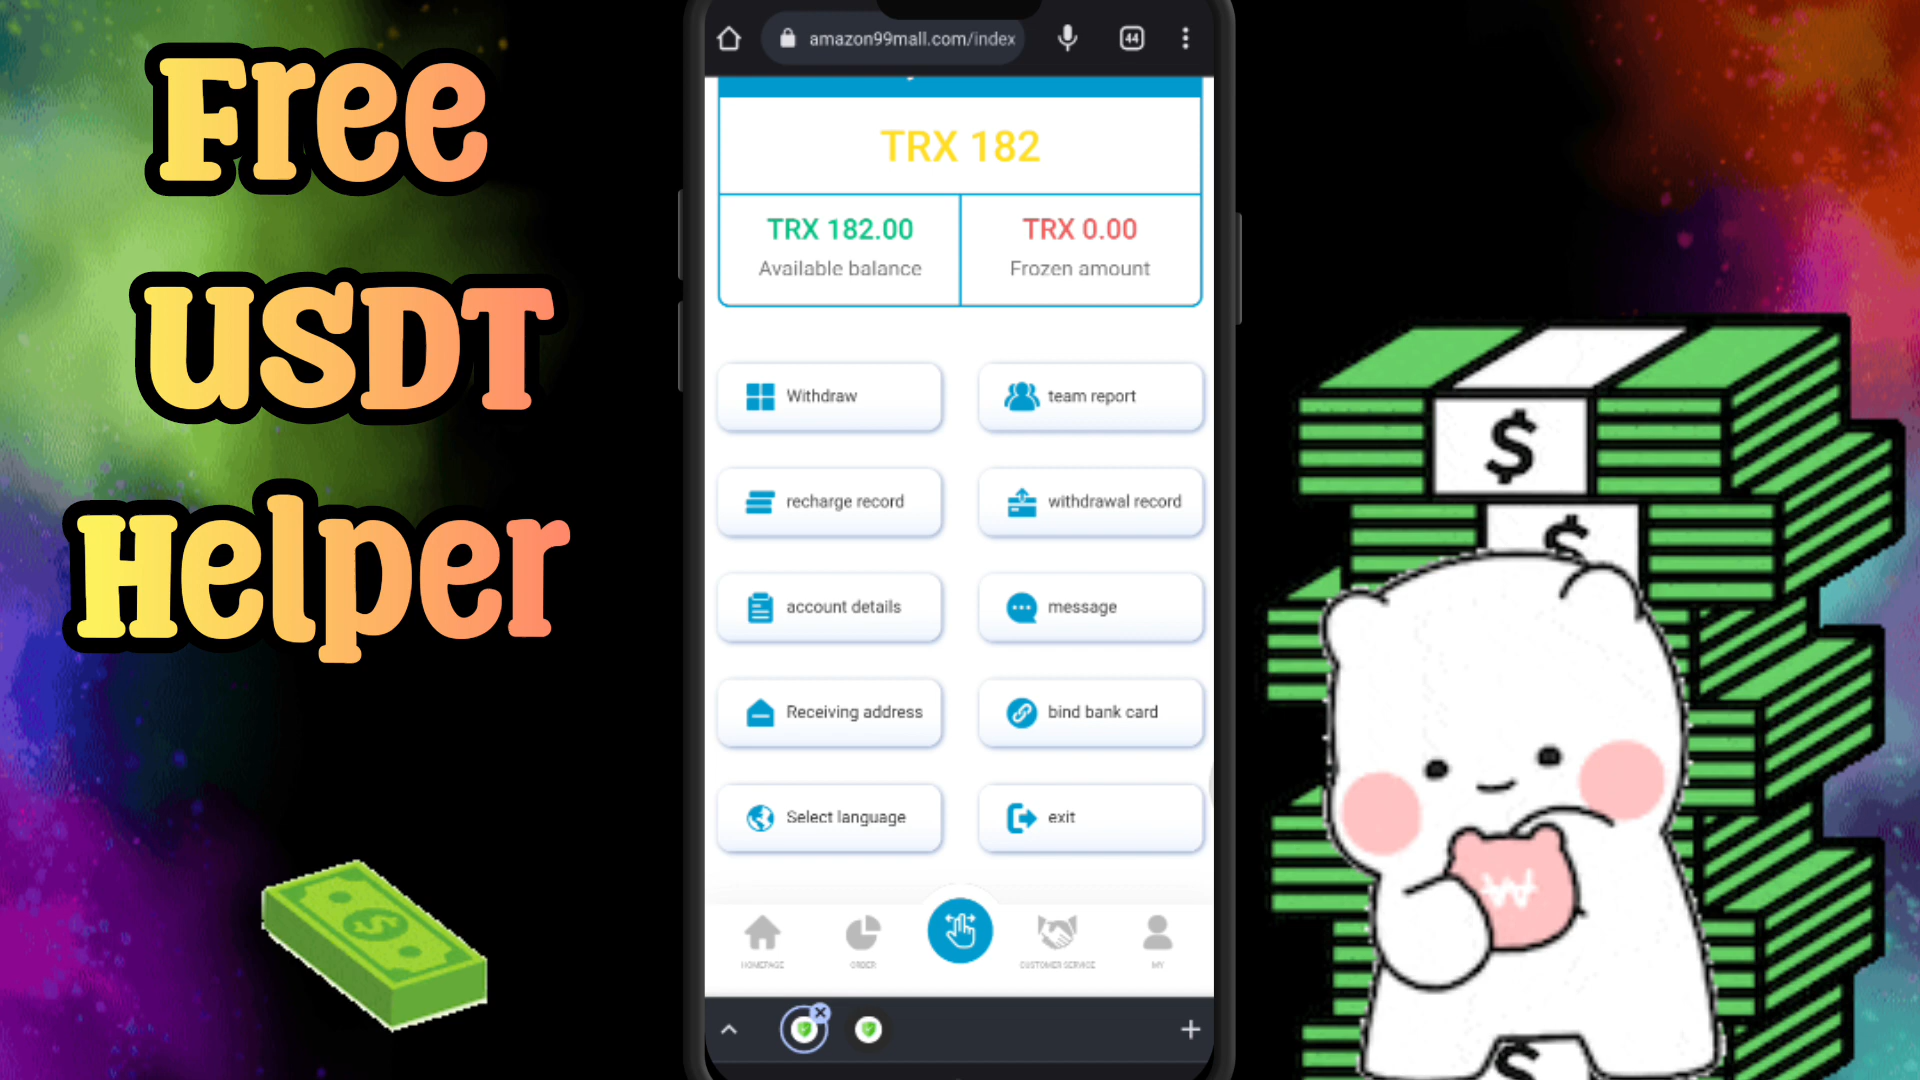 Free
USDT
Helper
amazon99mall.com/index
44
TRX 182
TRX 182.00
Available balance
TRX 0.00
Frozen amount
Withdraw
team report
recharge record
withdrawal record
account details
message
Receiving address
bind bank card
Select language
exit
HOMEPAGE
ORDER
CUSTOMER SERVICE
MY
$
$
$
₩
$